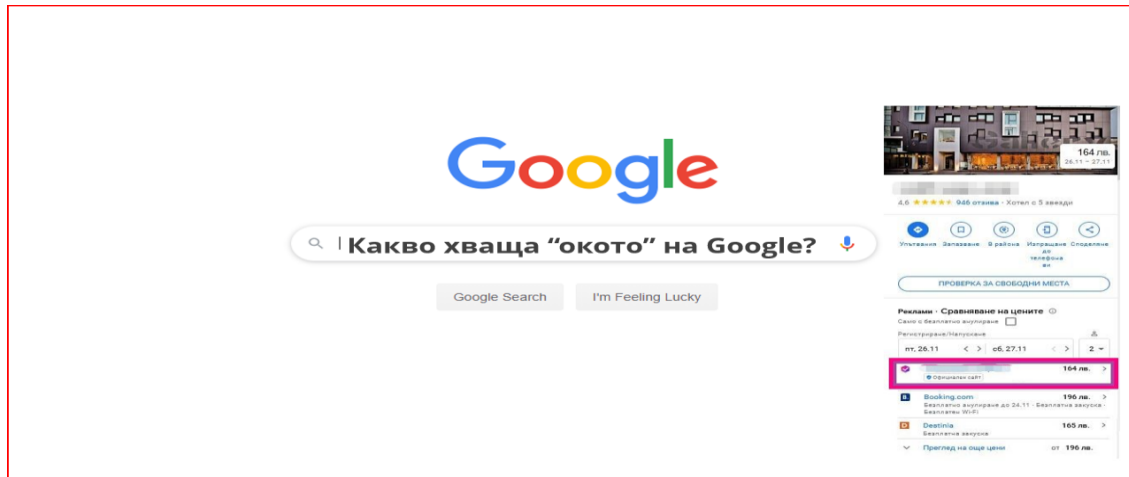 Google
Какво хваща “окото” на Google?
Google Search
I'm Feeling Lucky
164 лв.
26.11 – 27.11
4,6 946 отзива · Хотел с 5 звезди
Упътвания Запазване В района Изпращане Споделяне
до
телефона
ви
ПРОВЕРКА ЗА СВОБОДНИ МЕСТА
Реклами · Сравняване на цените
Само с безплатно анулиране
Регистриране/Напускане
пт, 26.11 < > сб, 27.11 < > 2
164 лв. >
Официален сайт
B. Booking.com 196 лв. >
Безплатно анулиране до 24.11 · Безплатна закуска ·
Безплатен Wi-Fi
D Destinia 165 лв. >
Безплатна закуска
Преглед на още цени от 196 лв.